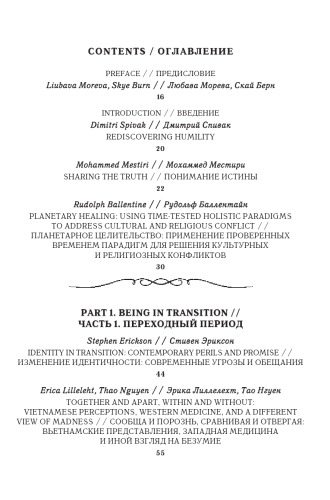 CONTENTS / ОГЛАВЛЕНИЕ
PREFACE // ПРЕДИСЛОВИЕ
Liubava Moreva, Skye Burn // Любава Морева, Скай Берн
16
INTRODUCTION // ВВЕДЕНИЕ
Dimitri Spivak // Дмитрий Спивак
REDISCOVERING HUMILITY
20
Mohammed Mestiri // Мохаммед Местири
SHARING THE TRUTH // ПОНИМАНИЕ ИСТИНЫ
22
Rudolph Ballentine // Рудольф Баллентайн
PLANETARY HEALING: USING TIME-TESTED HOLISTIC PARADIGMS
TO ADDRESS CULTURAL AND RELIGIOUS CONFLICT //
ПЛАНЕТАРНОЕ ЦЕЛИТЕЛЬСТВО: ПРИМЕНЕНИЕ ПРОВЕРЕННЫХ
ВРЕМЕНЕМ ПАРАДИГМ ДЛЯ РЕШЕНИЯ КУЛЬТУРНЫХ
И РЕЛИГИОЗНЫХ КОНФЛИКТОВ
30
PART 1. BEING IN TRANSITION //
ЧАСТЬ 1. ПЕРЕХОДНЫЙ ПЕРИОД
Stephen Erickson // Стивен Эриксон
IDENTITY IN TRANSITION: CONTEMPORARY PERILS AND PROMISE //
ИЗМЕНЕНИЕ ИДЕНТИЧНОСТИ: СОВРЕМЕННЫЕ УГРОЗЫ И ОБЕЩАНИЯ
44
Erica Lilleleht, Thao Nguyen // Эрика Лиллелехт, Тао Нгуен
TOGETHER AND APART, WITHIN AND WITHOUT:
VIETNAMESE PERCEPTIONS, WESTERN MEDICINE, AND A DIFFERENT
VIEW OF MADNESS // СООБЩА И ПОРОЗНЬ, СРАВНИВАЯ И ОТВЕРГАЯ:
ВЬЕТНАМСКИЕ ПРЕДСТАВЛЕНИЯ, ЗАПАДНАЯ МЕДИЦИНА
И ИНОЙ ВЗГЛЯД НА БЕЗУМИЕ
55